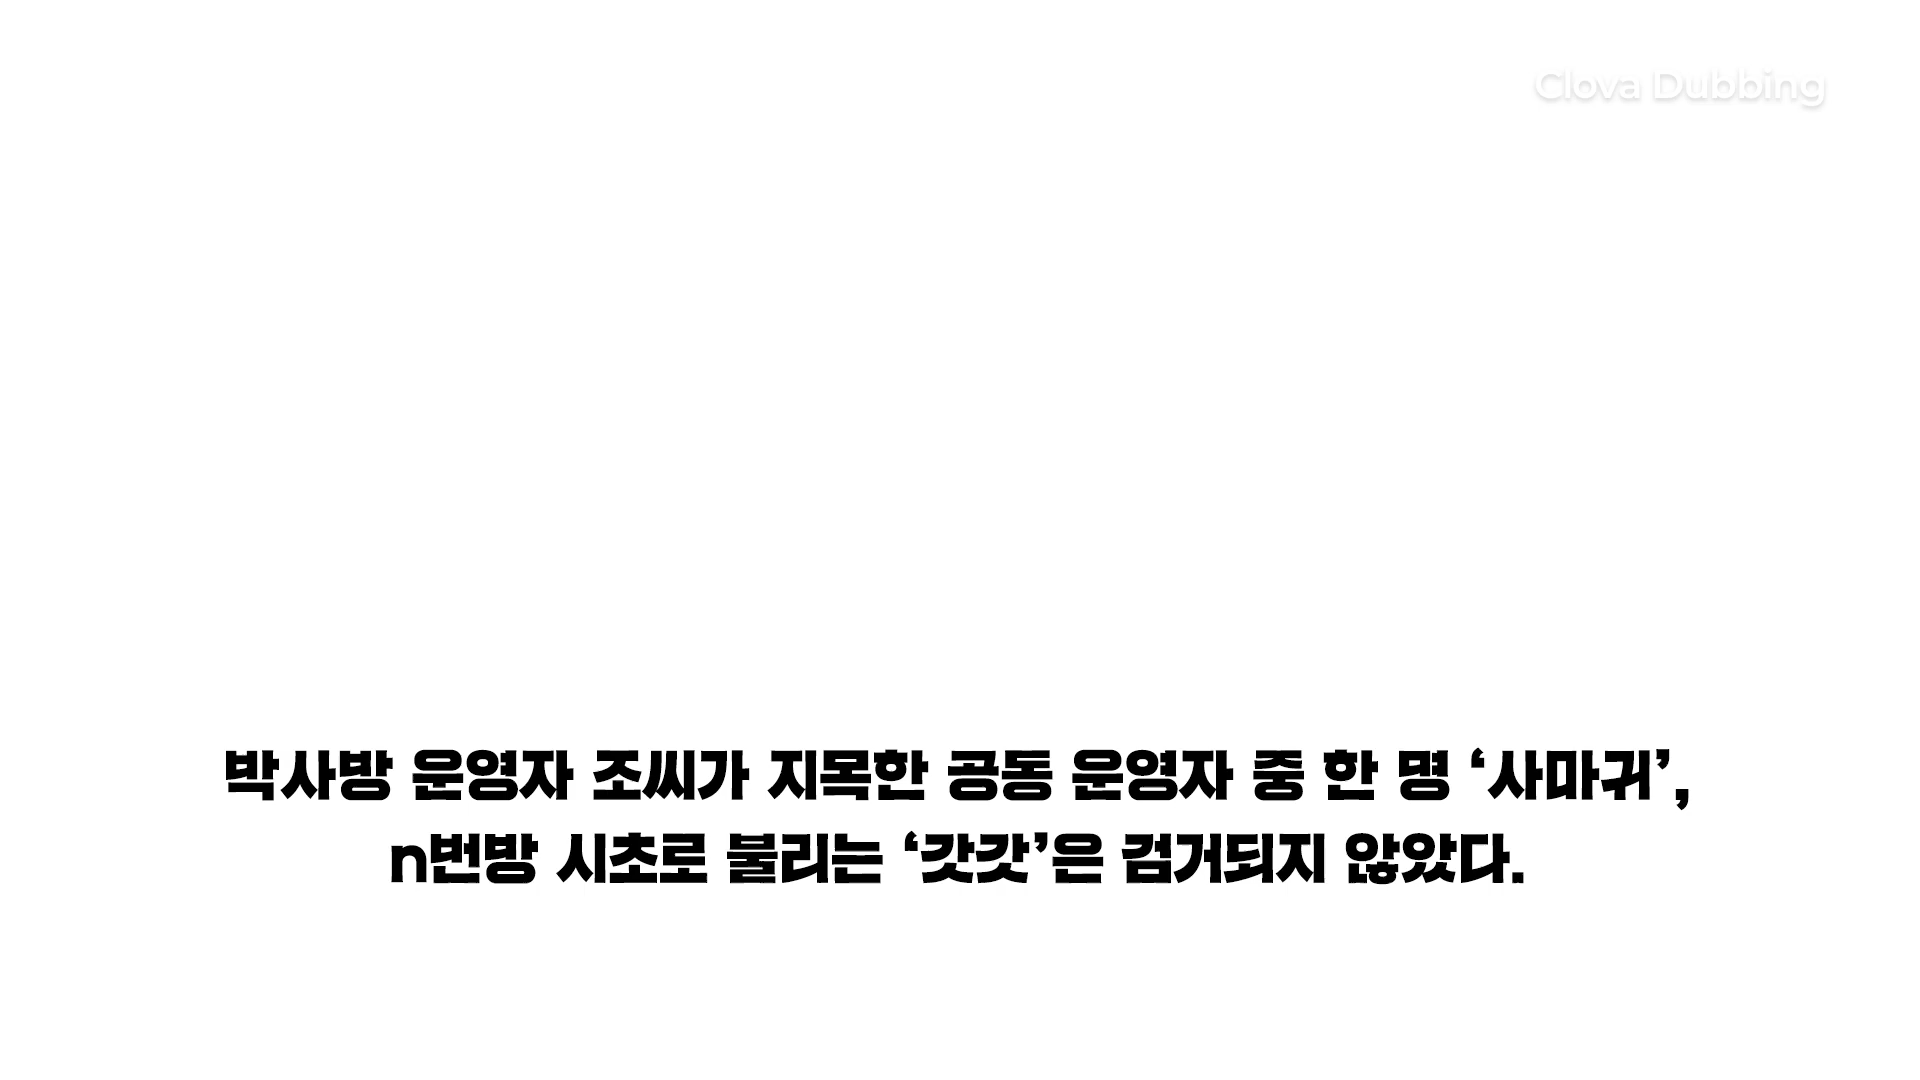 Clova Dubbing
박사방 운영자 조씨가 지목한 공동 운영자 중 한 명 ‘사마귀’,
n번방 시초로 불리는 ‘갓갓’은 검거되지 않았다.